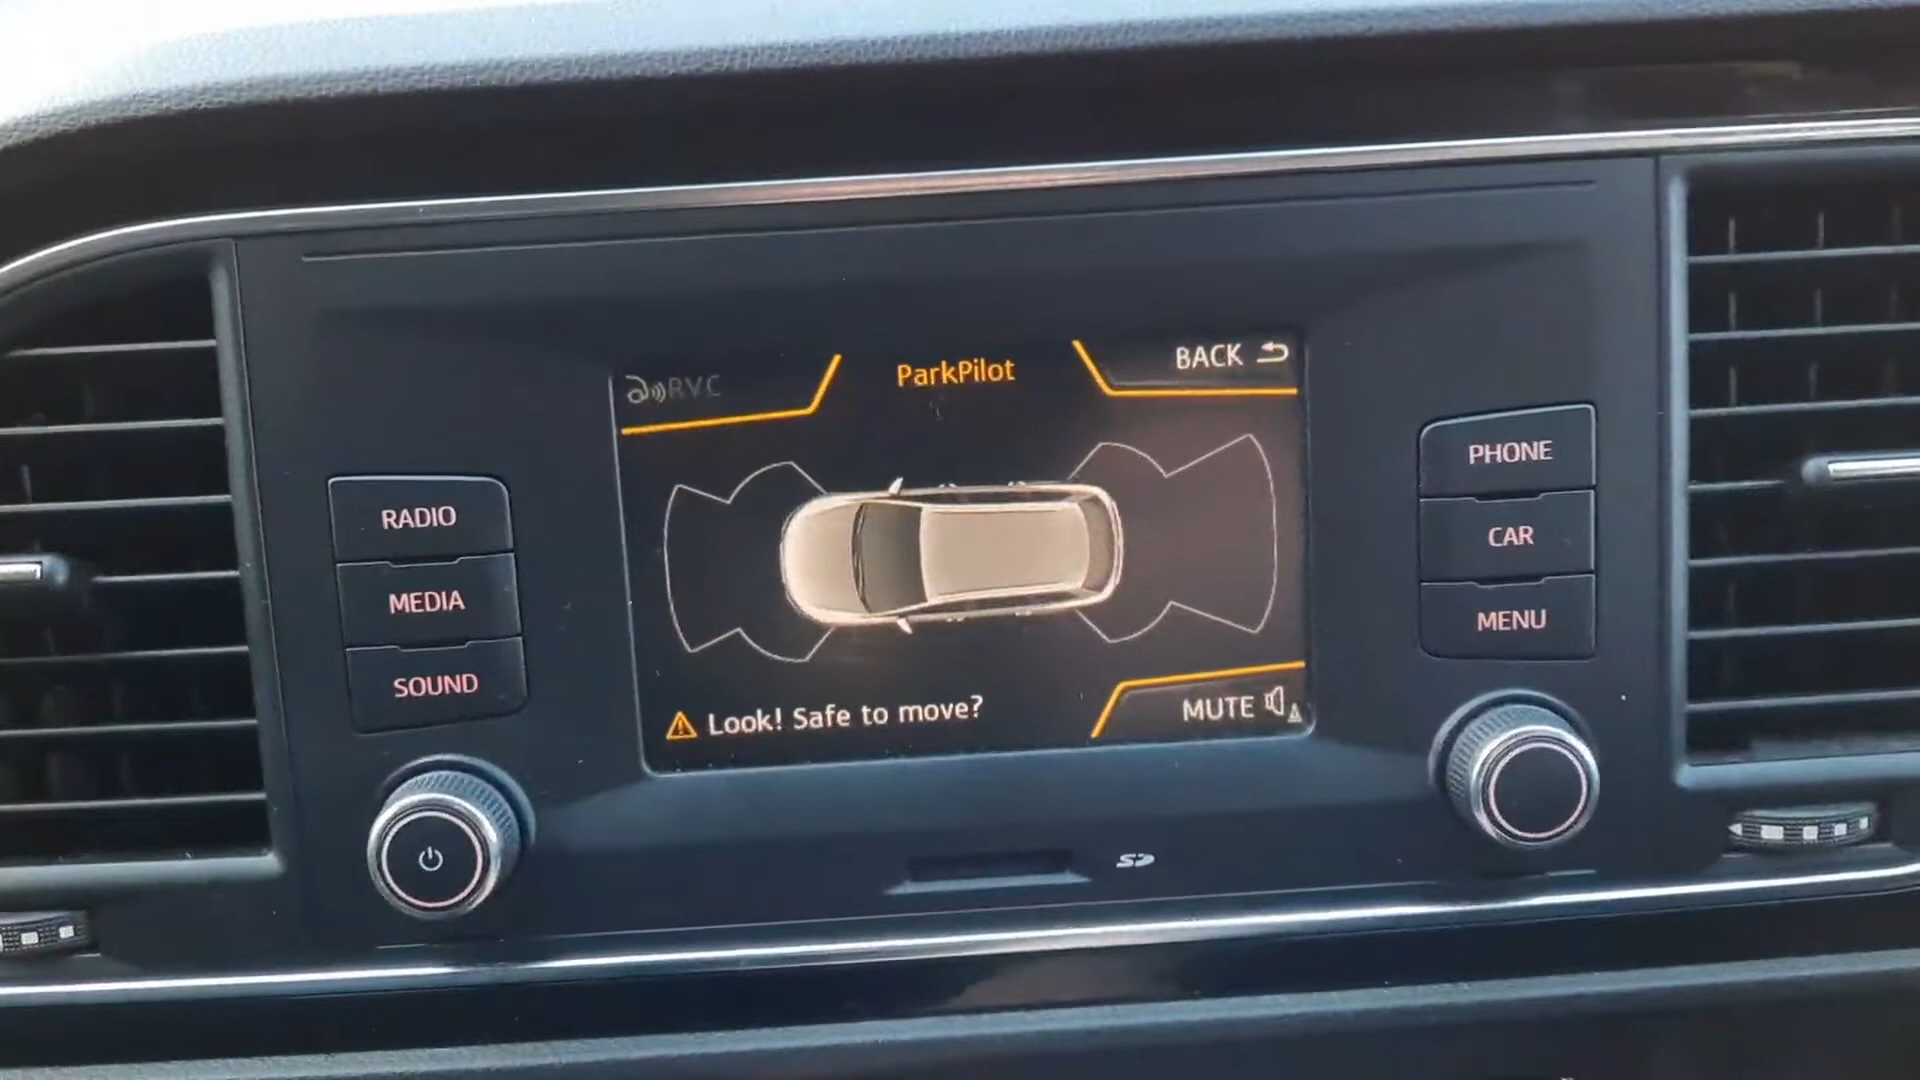 RVC
ParkPilot
BACK
RADIO
MEDIA
SOUND
PHONE
CAR
MENU
Look! Safe to move?
MUTE
SD